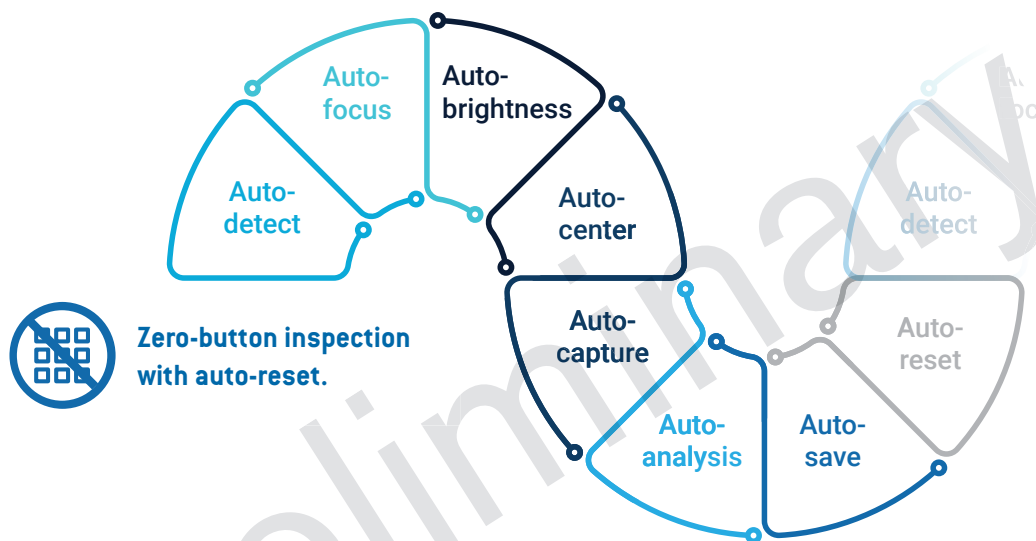 Auto-
detect
Auto-
focus
Auto-
brightness
Auto-
center
Auto-
capture
Auto-
analysis
Auto-
save
Auto-
reset
Auto-
detect
Zero-button inspection
with auto-reset.
eliminary